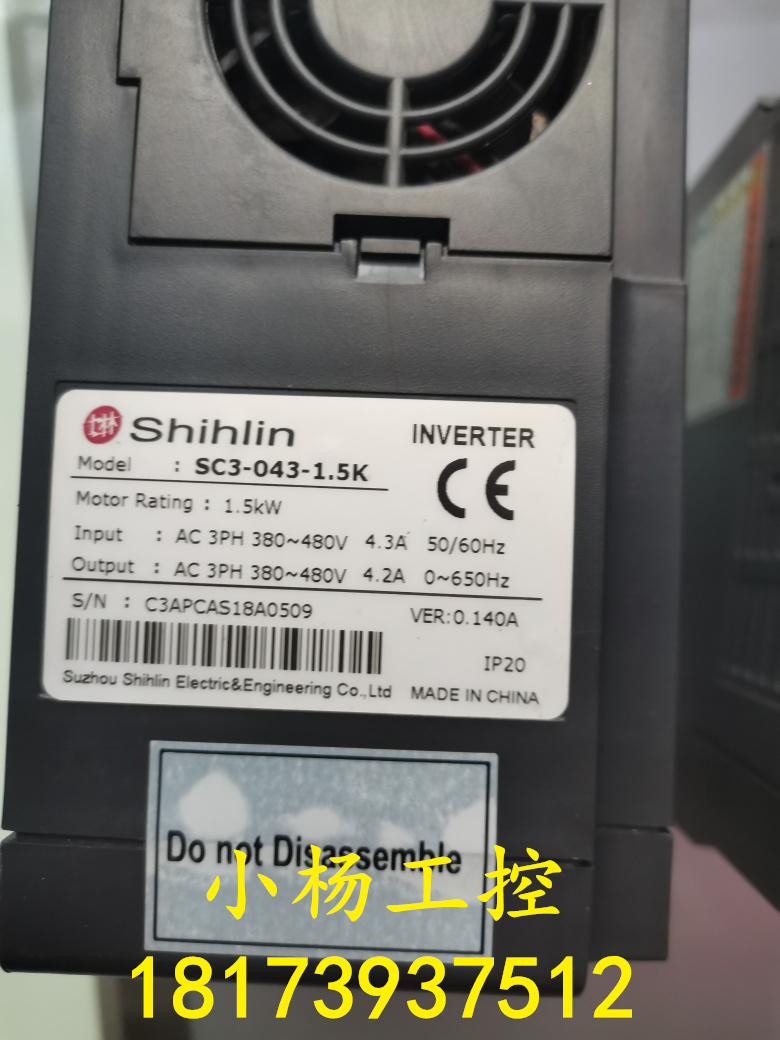 士林 Shihlin
INVERTER
Model : SC3-043-1.5K
CE
Motor Rating : 1.5kW
Input : AC 3PH 380~480V 4.3A 50/60Hz
Output : AC 3PH 380~480V 4.2A 0~650Hz
S/N : C3APCAS18A0509 VER:0.140A
IP20
Suzhou Shihlin Electric&Engineering Co.,Ltd MADE IN CHINA
Do not Disassemble
小杨工控
18173937512